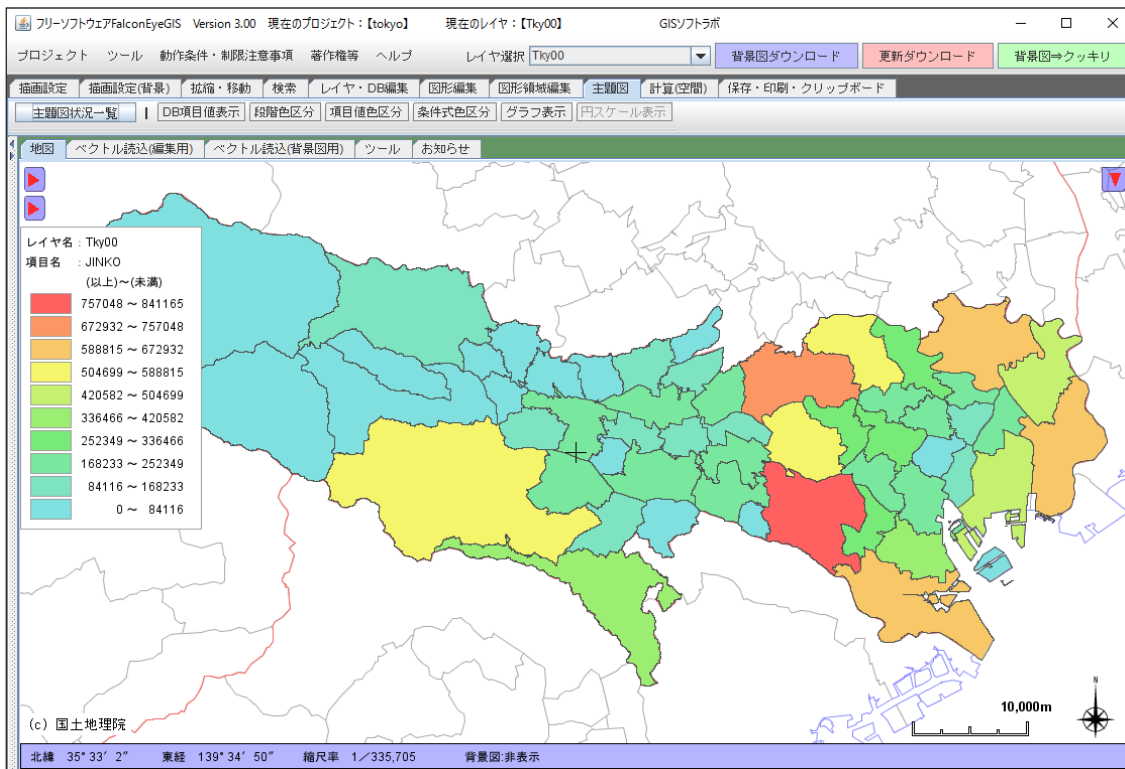 フリーソフトウェアFalconEyeGIS Version 3.00 現在のプロジェクト：【tokyo】 現在のレイヤ：【Tky00】 GISソフトラボ
プロジェクト ツール 動作条件・制限注意事項 著作権等 ヘルプ レイヤ選択 Tky00 背景図ダウンロード 更新ダウンロード 背景図⇒クッキリ
描画設定 描画設定(背景) 拡縮・移動 検索 レイヤ・DB編集 図形編集 図形領域編集 主題図 計算(空間) 保存・印刷・クリップボード
主題図状況一覧 | DB項目値表示 段階色区分 項目値色区分 条件式色区分 グラフ表示 円スケール表示
地図 ベクトル読込(編集用) ベクトル読込(背景図用) ツール お知らせ
レイヤ名 : Tky00
項目名 : JINKO
(以上)～(未満)
757048 ～ 841165
672932 ～ 757048
588815 ～ 672932
504699 ～ 588815
420582 ～ 504699
336466 ～ 420582
252349 ～ 336466
168233 ～ 252349
84116 ～ 168233
0 ～ 84116
N
10,000m
(c) 国土地理院
北緯 35° 33′ 2″ 東経 139° 34′ 50″ 縮尺率 1／335,705 背景図:非表示